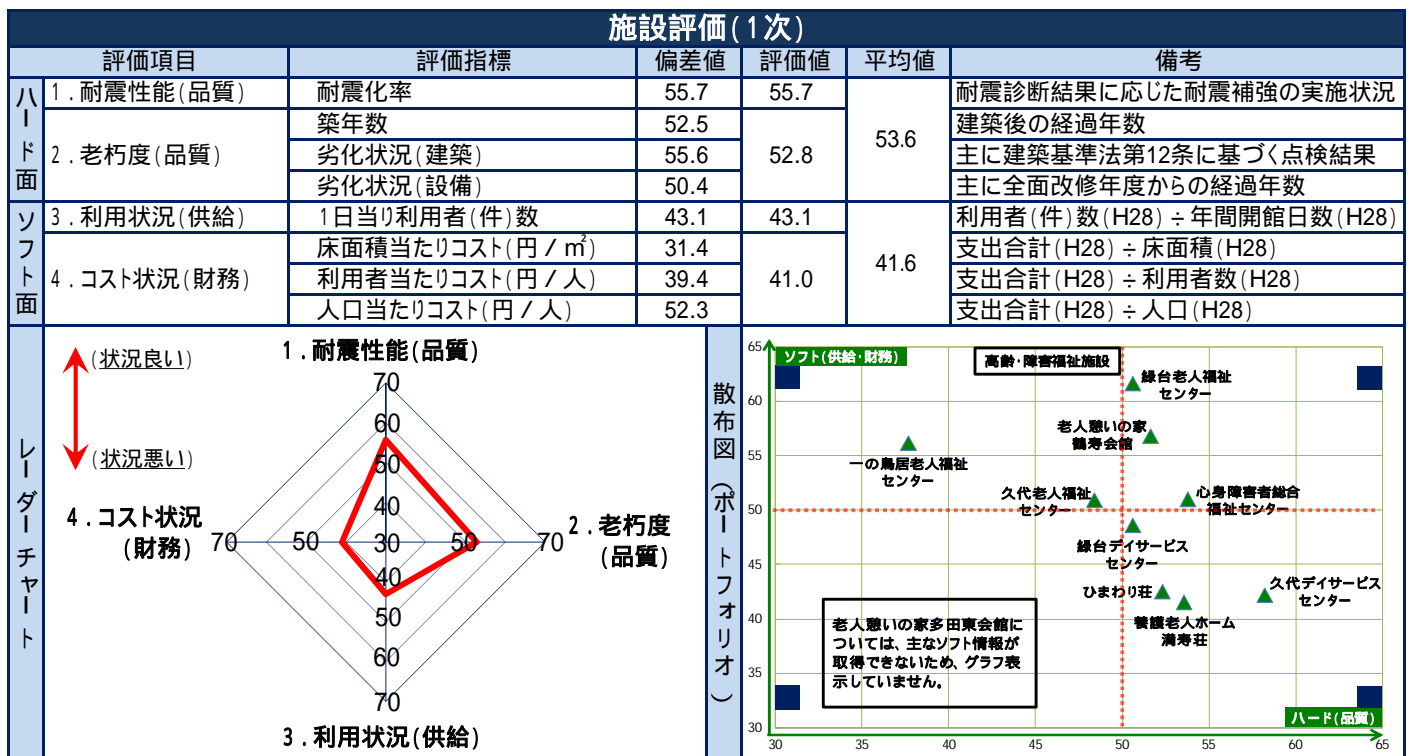 施設評価(1次)
評価項目 評価指標 偏差値 評価値 平均値 備考
ハード面
1.耐震性能(品質) 耐震化率 55.7 55.7 53.6 耐震診断結果に応じた耐震補強の実施状況
2.老朽度(品質) 築年数 52.5 52.8 建築後の経過年数
劣化状況(建築) 55.6 主に建築基準法第12条に基づく点検結果
劣化状況(設備) 50.4 主に全面改修年度からの経過年数
ソフト面
3.利用状況(供給) 1日当り利用者(件)数 43.1 43.1 41.6 利用者(件)数(H28)÷年間開館日数(H28)
4.コスト状況(財務) 床面積当たりコスト(円/㎡) 31.4 41.0 支出合計(H28)÷床面積(H28)
利用者当たりコスト(円/人) 39.4 支出合計(H28)÷利用者数(H28)
人口当たりコスト(円/人) 52.3 支出合計(H28)÷人口(H28)
レーダーチャート
(状況良い)
(状況悪い)
1.耐震性能(品質)
70
60
50
40
30
50
70
2.老朽度
(品質)
4.コスト状況
(財務)
70
50
40
50
60
70
3.利用状況(供給)
散布図(ポートフォリオ)
ソフト(供給・財務)
高齢・障害福祉施設
緑台老人福祉
センター
老人憩いの家
鶴寿会館
一の鳥居老人福祉
センター
久代老人福祉
センター
心身障害者総合
福祉センター
緑台デイサービス
センター
ひまわり荘
久代デイサービス
センター
養護老人ホーム
満寿荘
老人憩いの家多田東会館に
ついては、主なソフト情報が
取得できないため、グラフ表
示していません。
ハード(品質)
65
60
55
50
45
40
35
30
30 35 40 45 50 55 60 65